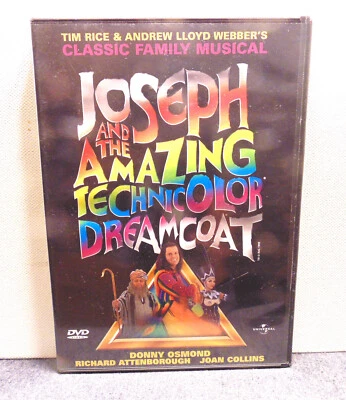 TIM RICE & ANDREW LLOYD WEBBER'S
CLASSIC FAMILY MUSICAL
JOSEPH
AND THE
AMAZING
TECHNICOLOR
DREAMCOAT
DVD
UNIVERSAL
DONNY OSMOND
RICHARD ATTENBOROUGH JOAN COLLINS